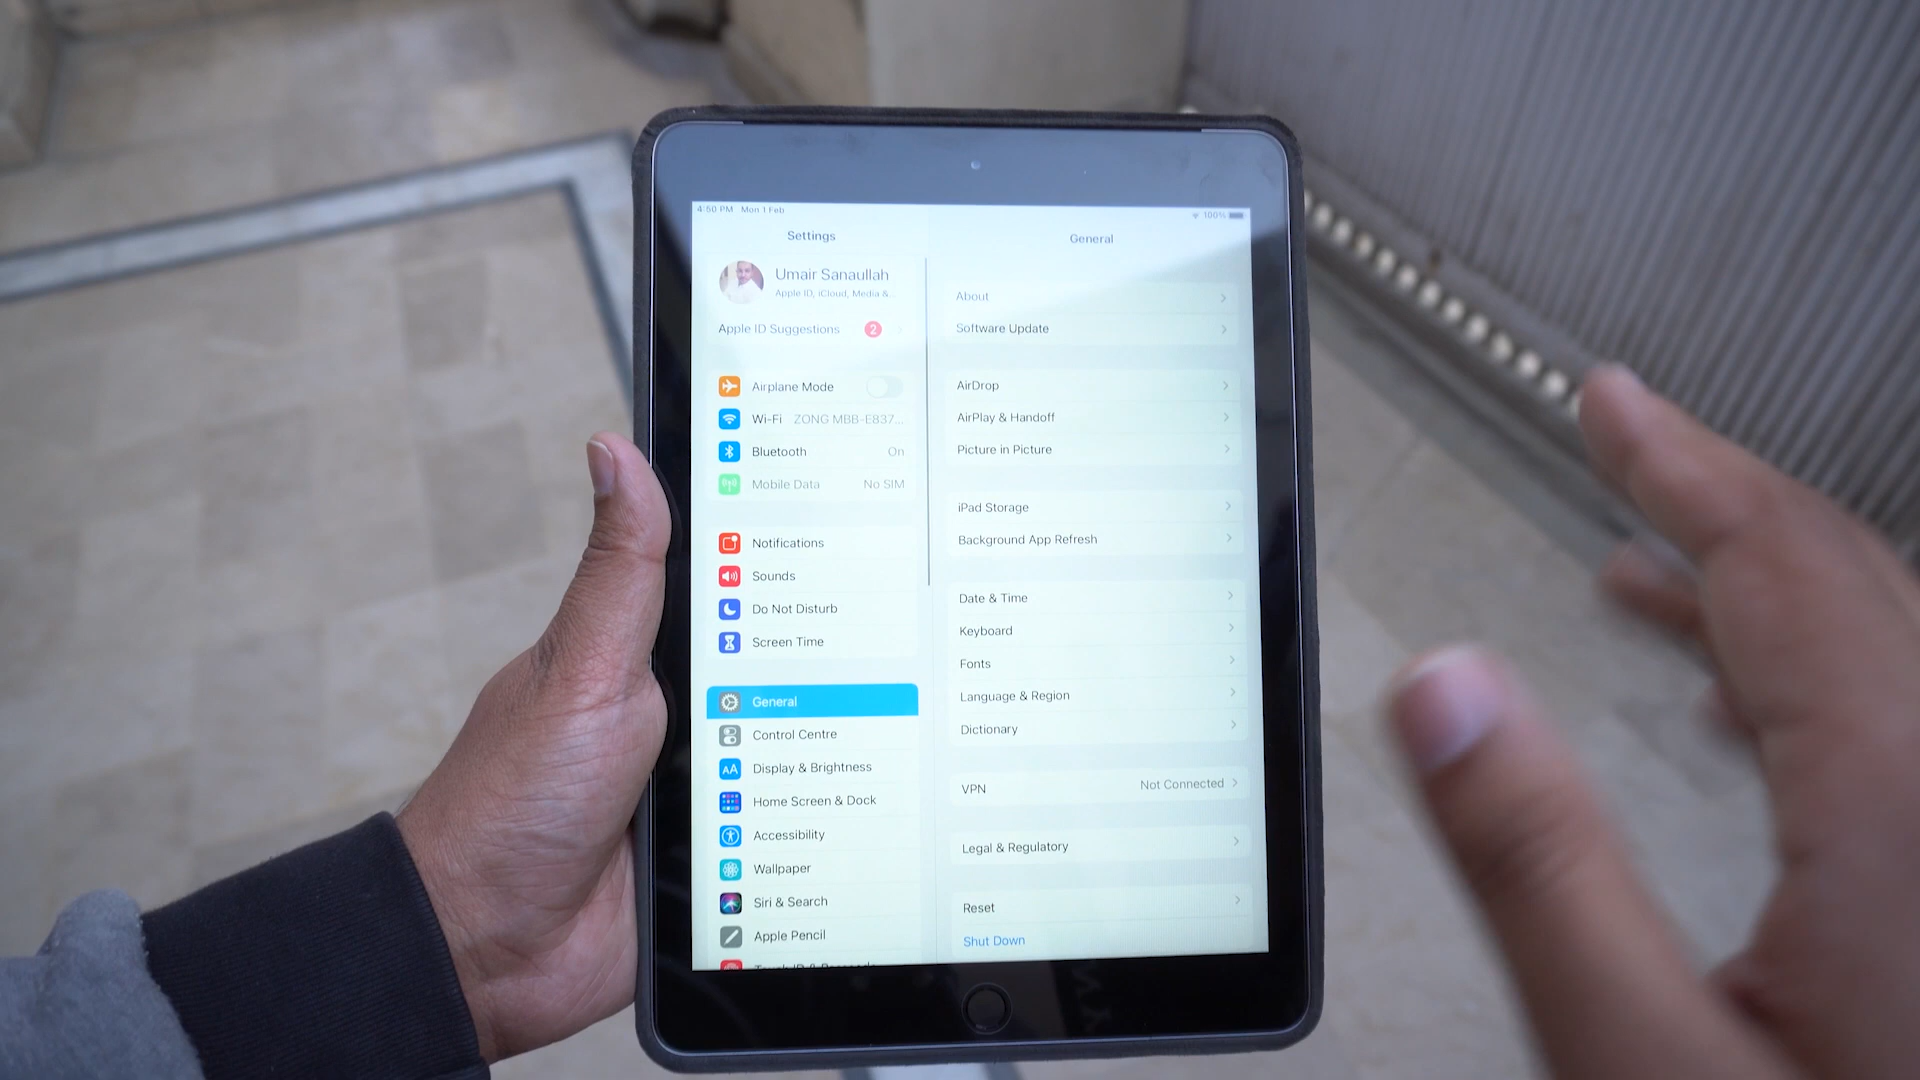 4:50 PM Mon 1 Feb
100%
Settings
Umair Sanaullah
Apple ID, iCloud, Media &...
Apple ID Suggestions 2
Airplane Mode
Wi-Fi ZONG MBB-E837...
Bluetooth On
Mobile Data No SIM
Notifications
Sounds
Do Not Disturb
Screen Time
General
Control Centre
AA Display & Brightness
Home Screen & Dock
Accessibility
Wallpaper
Siri & Search
Apple Pencil
Touch ID & Passcode
General
About
Software Update
AirDrop
AirPlay & Handoff
Picture in Picture
iPad Storage
Background App Refresh
Date & Time
Keyboard
Fonts
Language & Region
Dictionary
VPN Not Connected
Legal & Regulatory
Reset
Shut Down